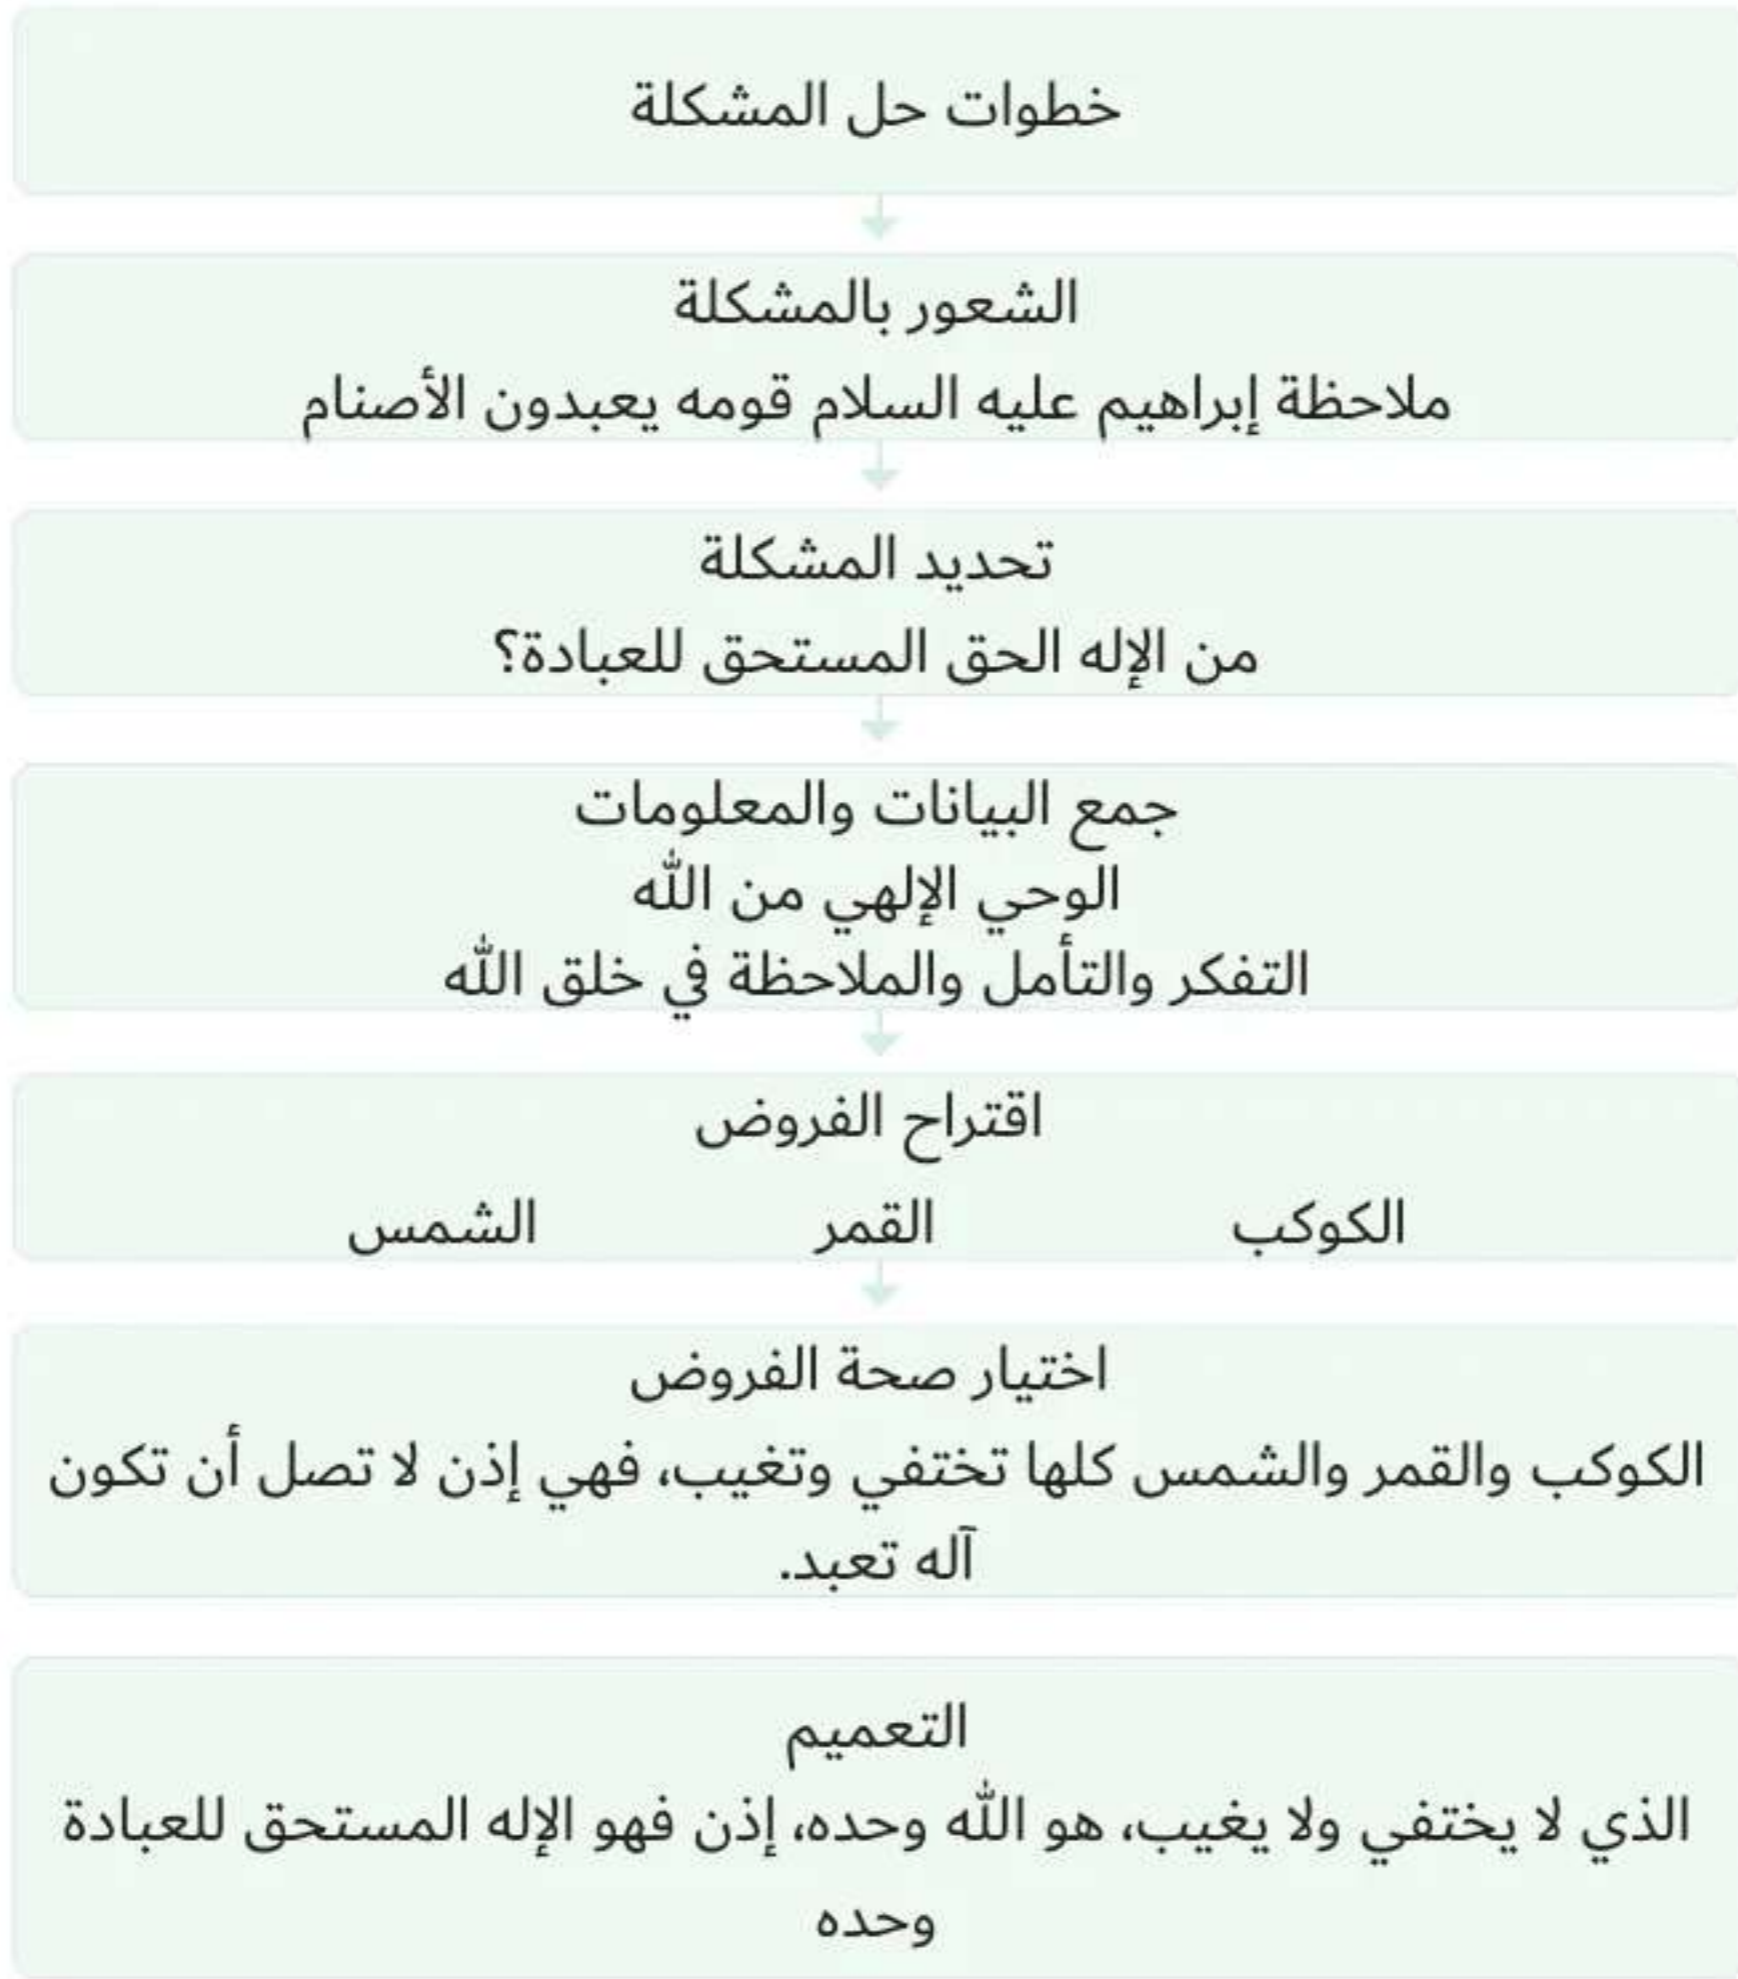 خطوات حل المشكلة
الشعور بالمشكلة
ملاحظة إبراهيم عليه السلام قومه يعبدون الأصنام
تحديد المشكلة
من الإله الحق المستحق للعبادة؟
جمع البيانات والمعلومات
الوحي الإلهي من الله
التفكر والتأمل والملاحظة في خلق الله
اقتراح الفروض
الكوكب القمر الشمس
اختيار صحة الفروض
الكوكب والقمر والشمس كلها تختفي وتغيب، فهي إذن لا تصل أن تكون
آله تعبد.
التعميم
الذي لا يختفي ولا يغيب، هو الله وحده، إذن فهو الإله المستحق للعبادة
وحده